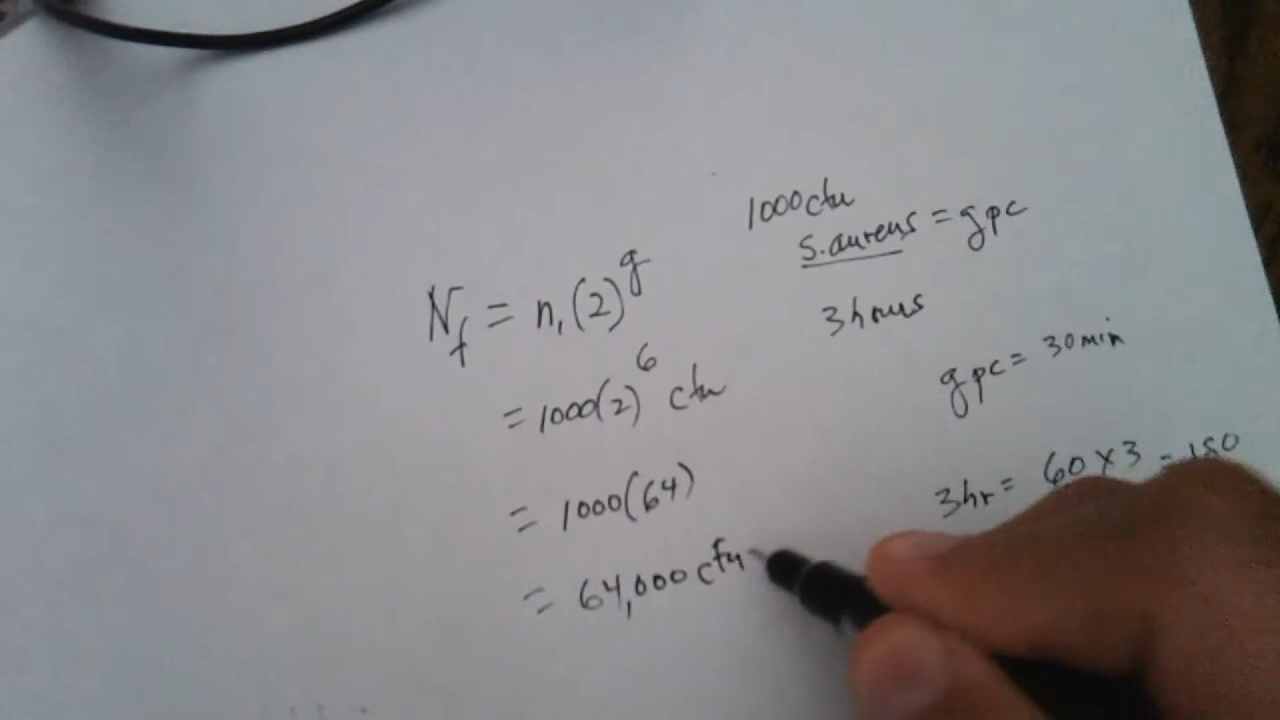 1000 cfu
S. aureus = gpc
3 hours
gpc = 30 min
3hr = 60 x 3 - 180
N_f = n_1(2)^g
= 1000(2)^6 cfu
= 1000(64)
= 64,000 cfu